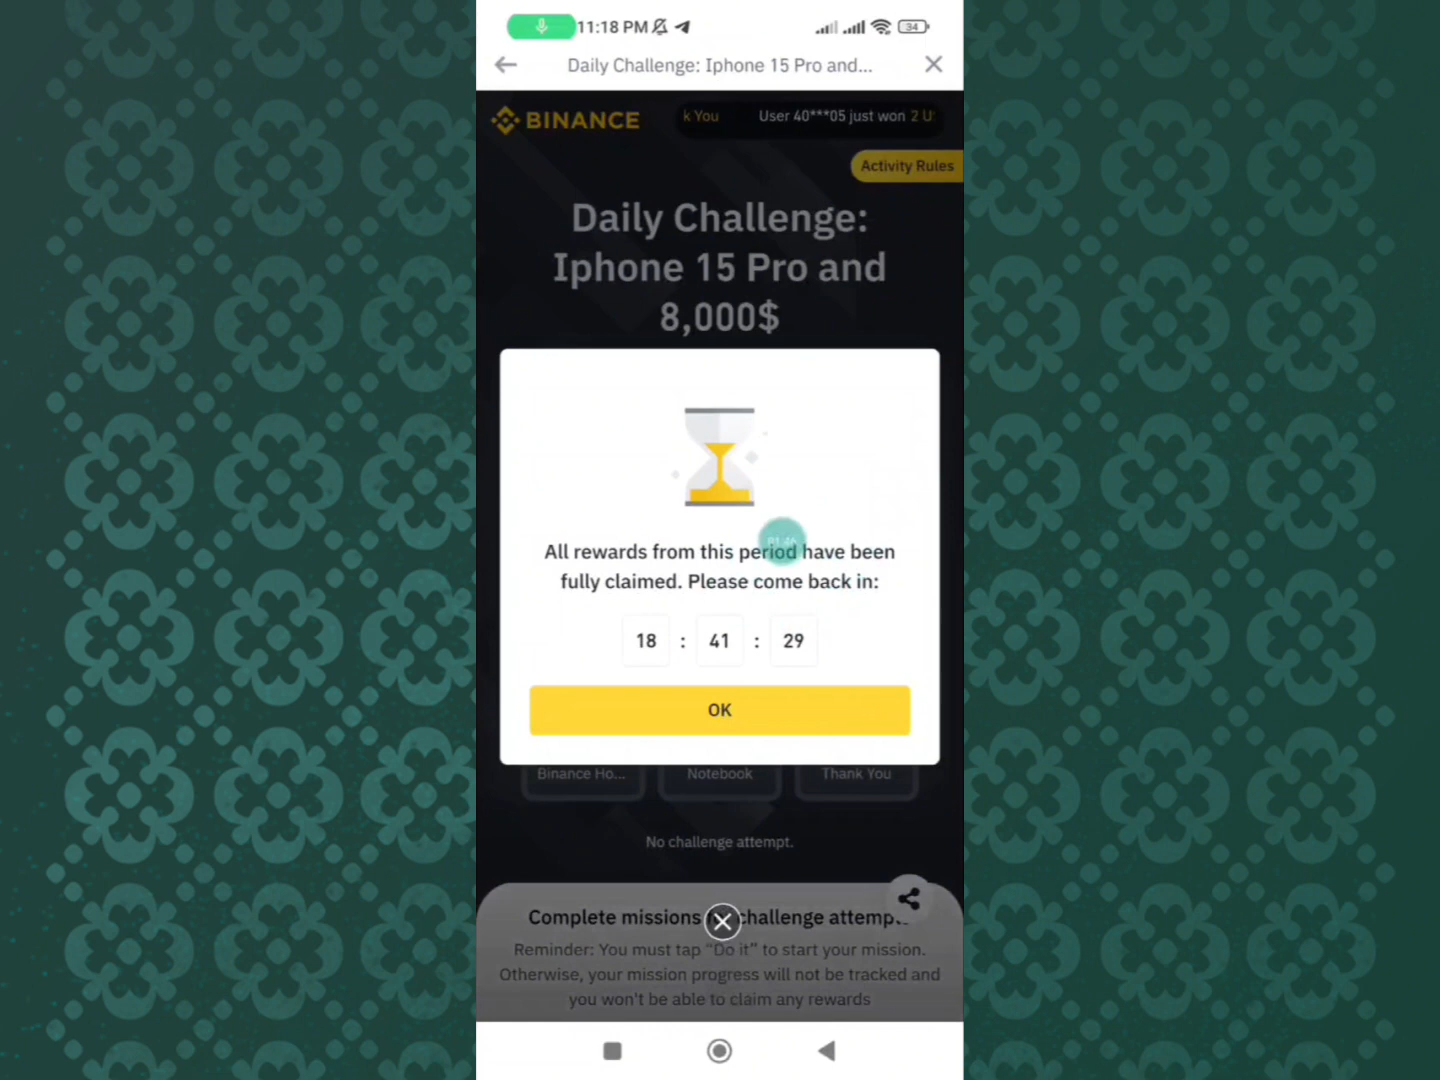 11:18 PM
34
Daily Challenge: Iphone 15 Pro and...
BINANCE
k You User 40***05 just won 2 U
Activity Rules
Daily Challenge:
Iphone 15 Pro and
8,000$
01:46
All rewards from this period have been
fully claimed. Please come back in:
18 : 41 : 29
OK
Binance Ho... Notebook Thank You
No challenge attempt.
Complete missions challenge
Reminder: You must tap “Do it” to start your mission.
Otherwise, your mission progress will not be tracked and
you won't be able to claim any rewards